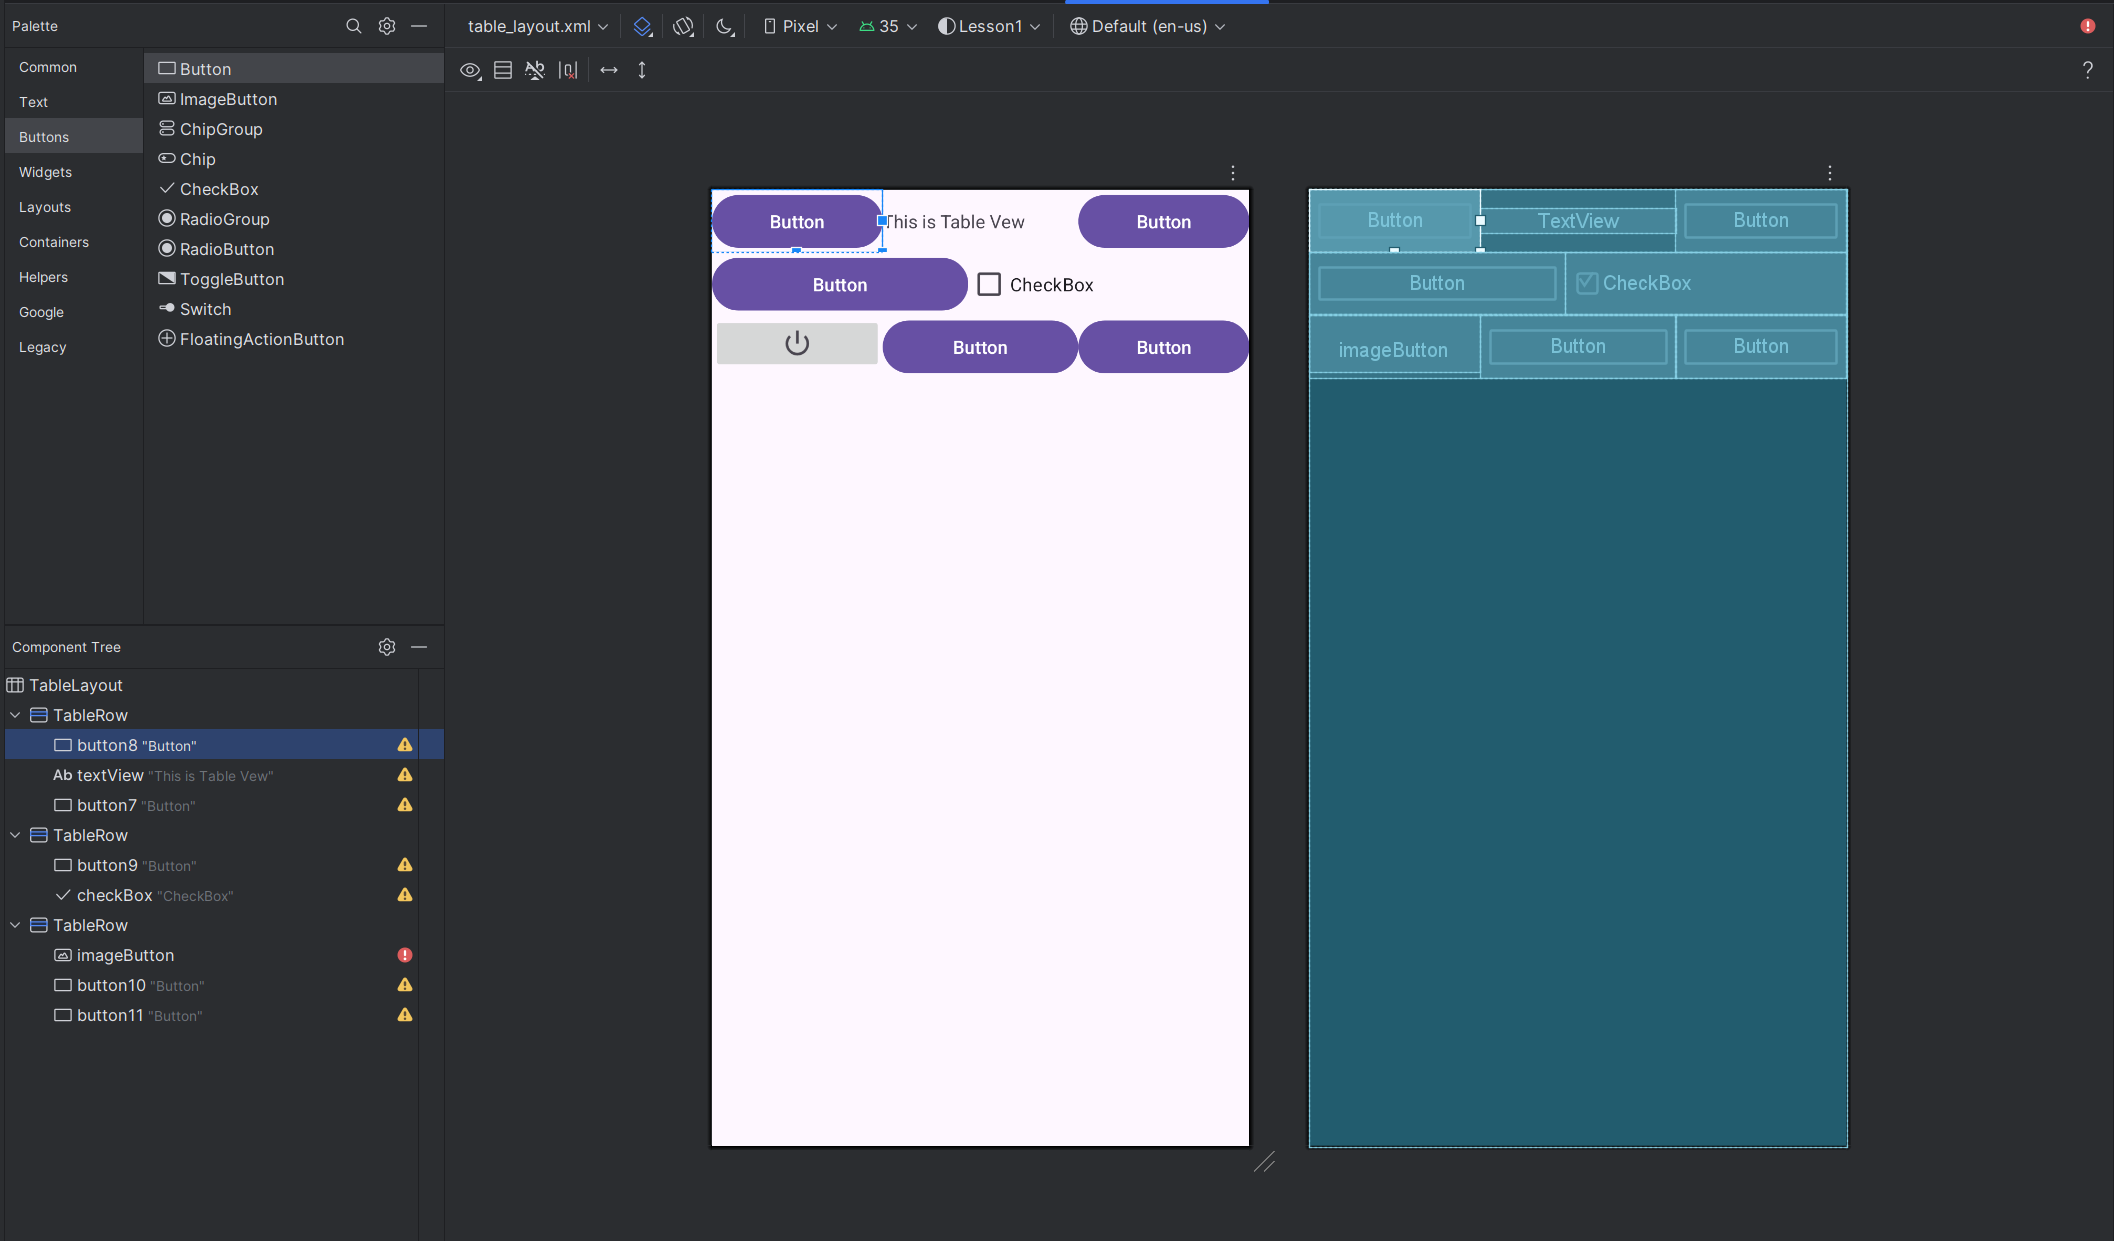 Palette
table_layout.xml
Pixel
35
Lesson1
Default (en-us)
Common
Text
Buttons
Widgets
Layouts
Containers
Helpers
Google
Legacy
Button
ImageButton
ChipGroup
Chip
CheckBox
RadioGroup
RadioButton
ToggleButton
Switch
FloatingActionButton
?
Button This is Table Vew Button
Button CheckBox
Button Button
Button TextView Button
Button CheckBox
imageButton Button Button
Component Tree
TableLayout
TableRow
button8 "Button"
Ab textView "This is Table Vew"
button7 "Button"
TableRow
button9 "Button"
checkBox "CheckBox"
TableRow
imageButton
button10 "Button"
button11 "Button"